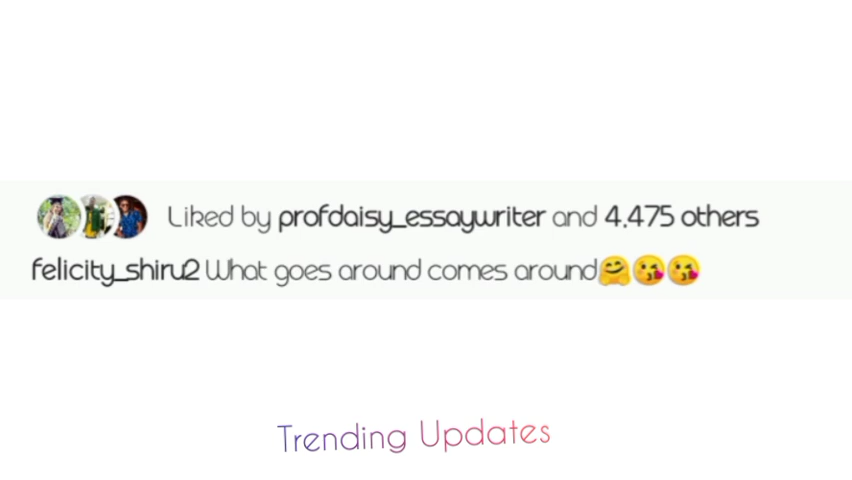 Liked by profdaisy_essaywriter and 4,475 others
felicity_shiru2 What goes around comes around🤗😘😘
Trending Updates